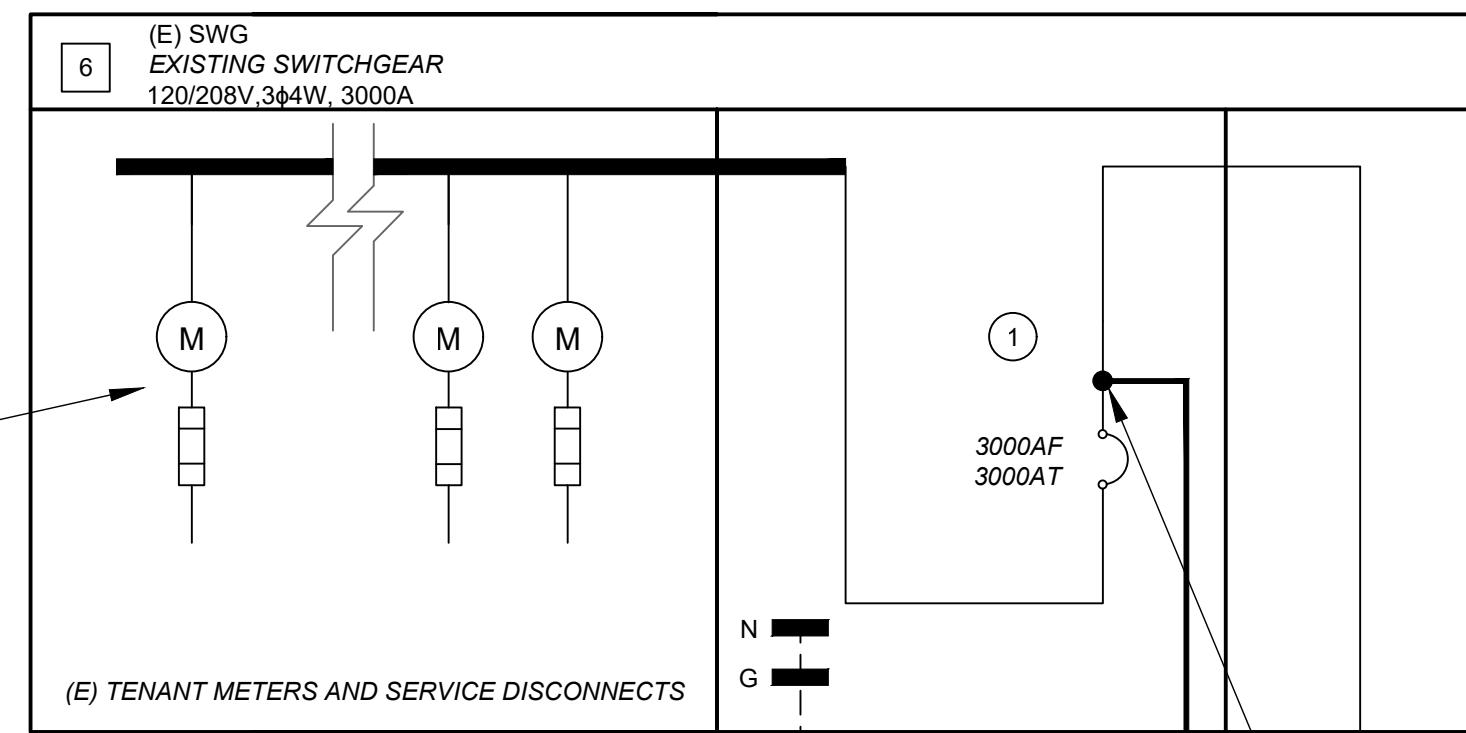 6
(E) SWG
EXISTING SWITCHGEAR
120/208V,3ϕ4W, 3000A
M
M
M
1
3000AF
3000AT
N
G
(E) TENANT METERS AND SERVICE DISCONNECTS